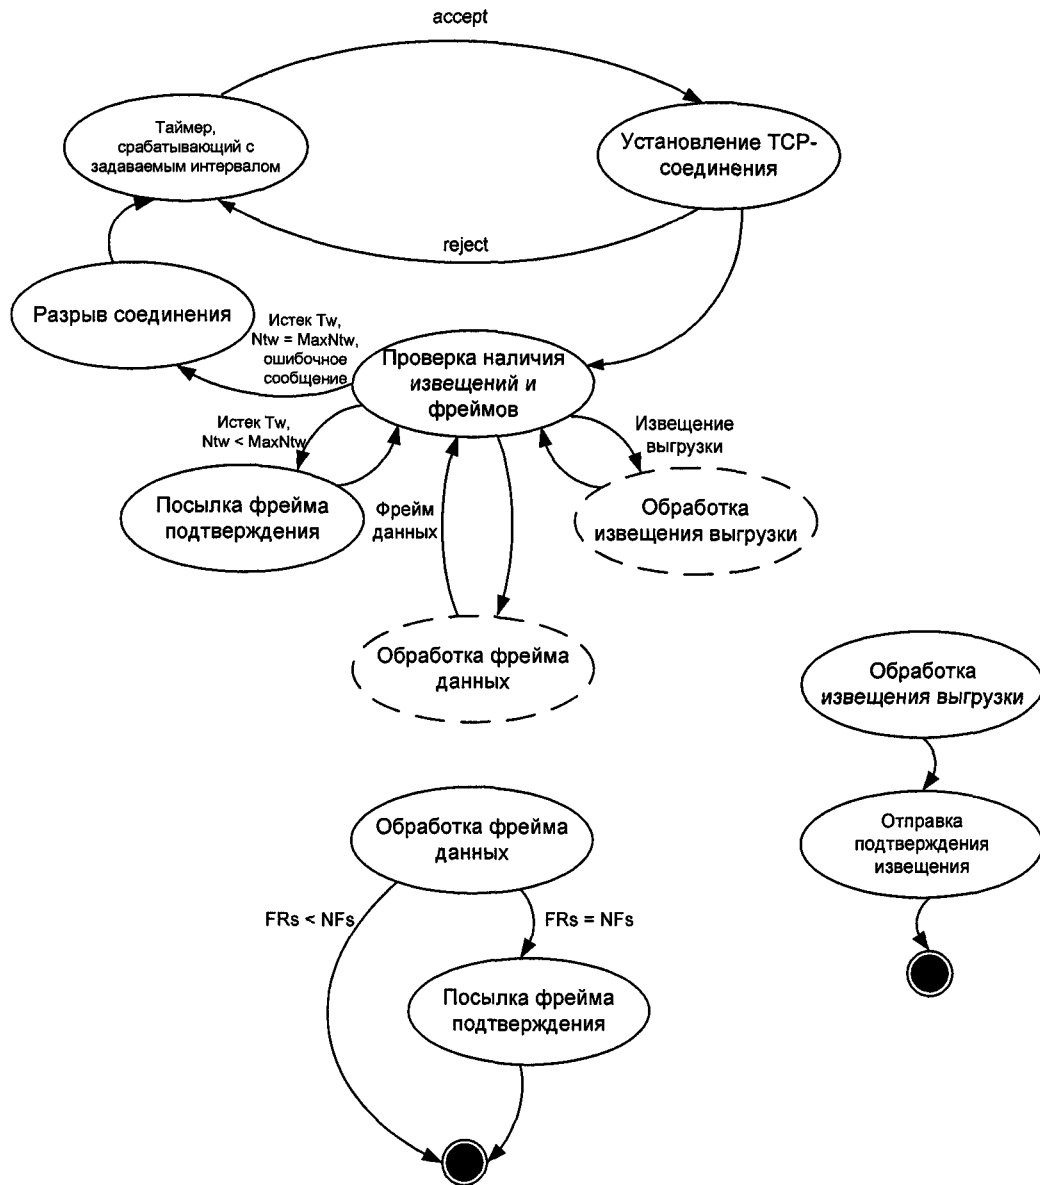 accept
Таймер,
срабатывающий с
задаваемым интервалом
Установление TCP-
соединения
reject
Разрыв соединения
Истек Tw,
Ntw = MaxNtw,
ошибочное
сообщение
Проверка наличия
извещений и
фреймов
Истек Tw,
Ntw < MaxNtw
Извещение
выгрузки
Посылка фрейма
подтверждения
Фрейм
данных
Обработка
извещения выгрузки
Обработка фрейма
данных
Обработка
извещения выгрузки
Обработка фрейма
данных
Отправка
подтверждения
извещения
FRs < NFs
FRs = NFs
Посылка фрейма
подтверждения